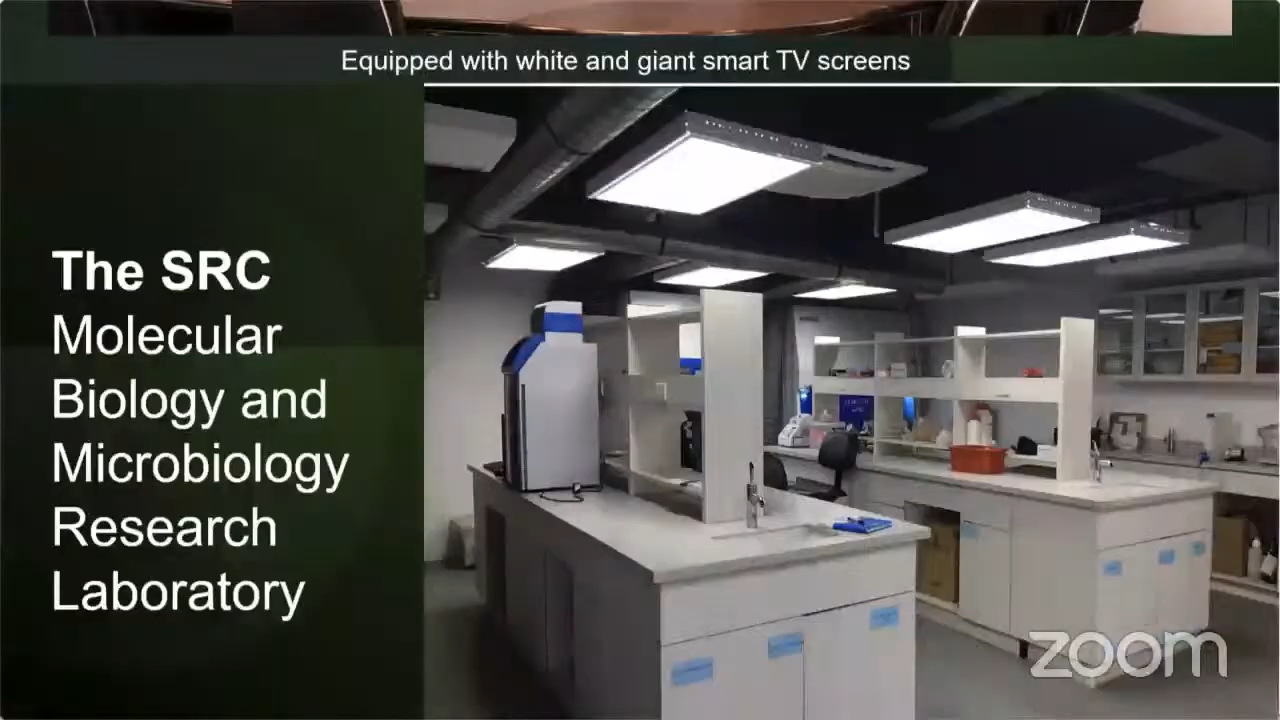 Equipped with white and giant smart TV screens
The SRC
Molecular
Biology and
Microbiology
Research
Laboratory
zoom